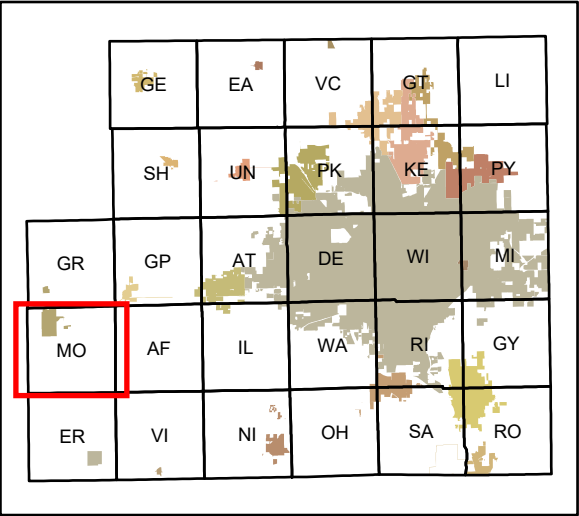 GE EA VC GT LI
SH UN PK KE PY
GR GP AT DE WI MI
MO AF IL WA RI GY
ER VI NI OH SA RO